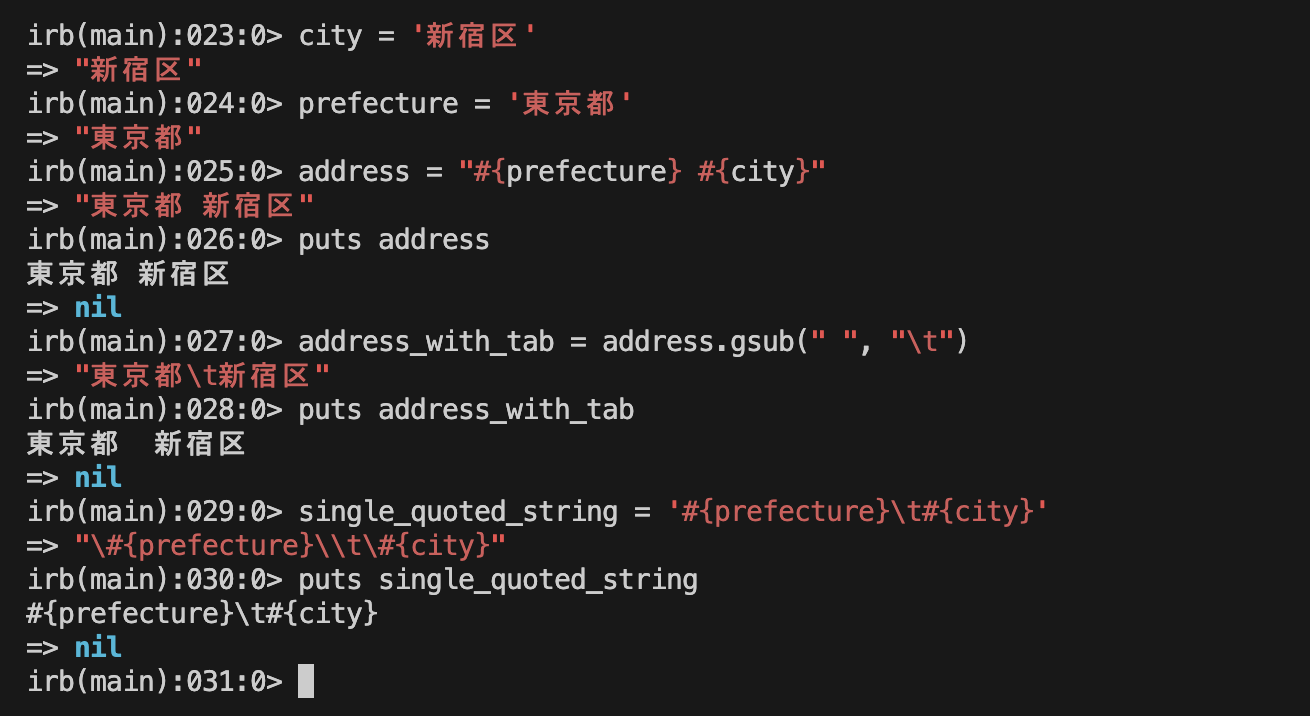 irb(main):023:0> city = '新宿区'
=> "新宿区"
irb(main):024:0> prefecture = '東京都'
=> "東京都"
irb(main):025:0> address = "#{prefecture} #{city}"
=> "東京都 新宿区"
irb(main):026:0> puts address
東京都 新宿区
=> nil
irb(main):027:0> address_with_tab = address.gsub(" ", "\t")
=> "東京都\t新宿区"
irb(main):028:0> puts address_with_tab
東京都  新宿区
=> nil
irb(main):029:0> single_quoted_string = '#{prefecture}\t#{city}'
=> "\#{prefecture}\\t\#{city}"
irb(main):030:0> puts single_quoted_string
#{prefecture}\t#{city}
=> nil
irb(main):031:0>